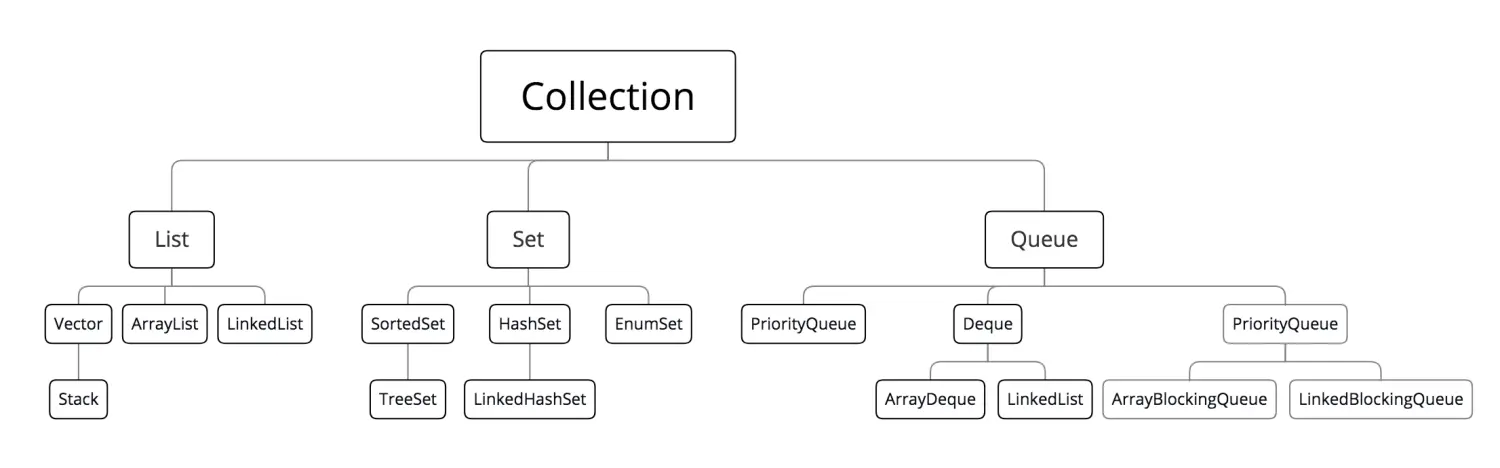 Collection
List
Set
Queue
Vector
ArrayList
LinkedList
SortedSet
HashSet
EnumSet
PriorityQueue
Deque
PriorityQueue
Stack
TreeSet
LinkedHashSet
ArrayDeque
LinkedList
ArrayBlockingQueue
LinkedBlockingQueue